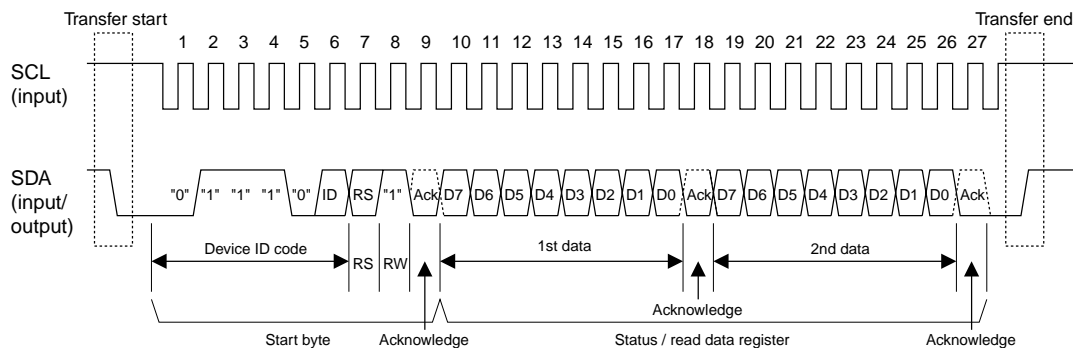 Transfer start
Transfer end
1 2 3 4 5 6 7 8 9 10 11 12 13 14 15 16 17 18 19 20 21 22 23 24 25 26 27
SCL
(input)
SDA
(input/
output)
"0" "1" "1" "1" "0" ID RS "1" Ack D7 D6 D5 D4 D3 D2 D1 D0 Ack D7 D6 D5 D4 D3 D2 D1 D0 Ack
Device ID code
RS
RW
1st data
2nd data
Acknowledge
Start byte
Acknowledge
Status / read data register
Acknowledge